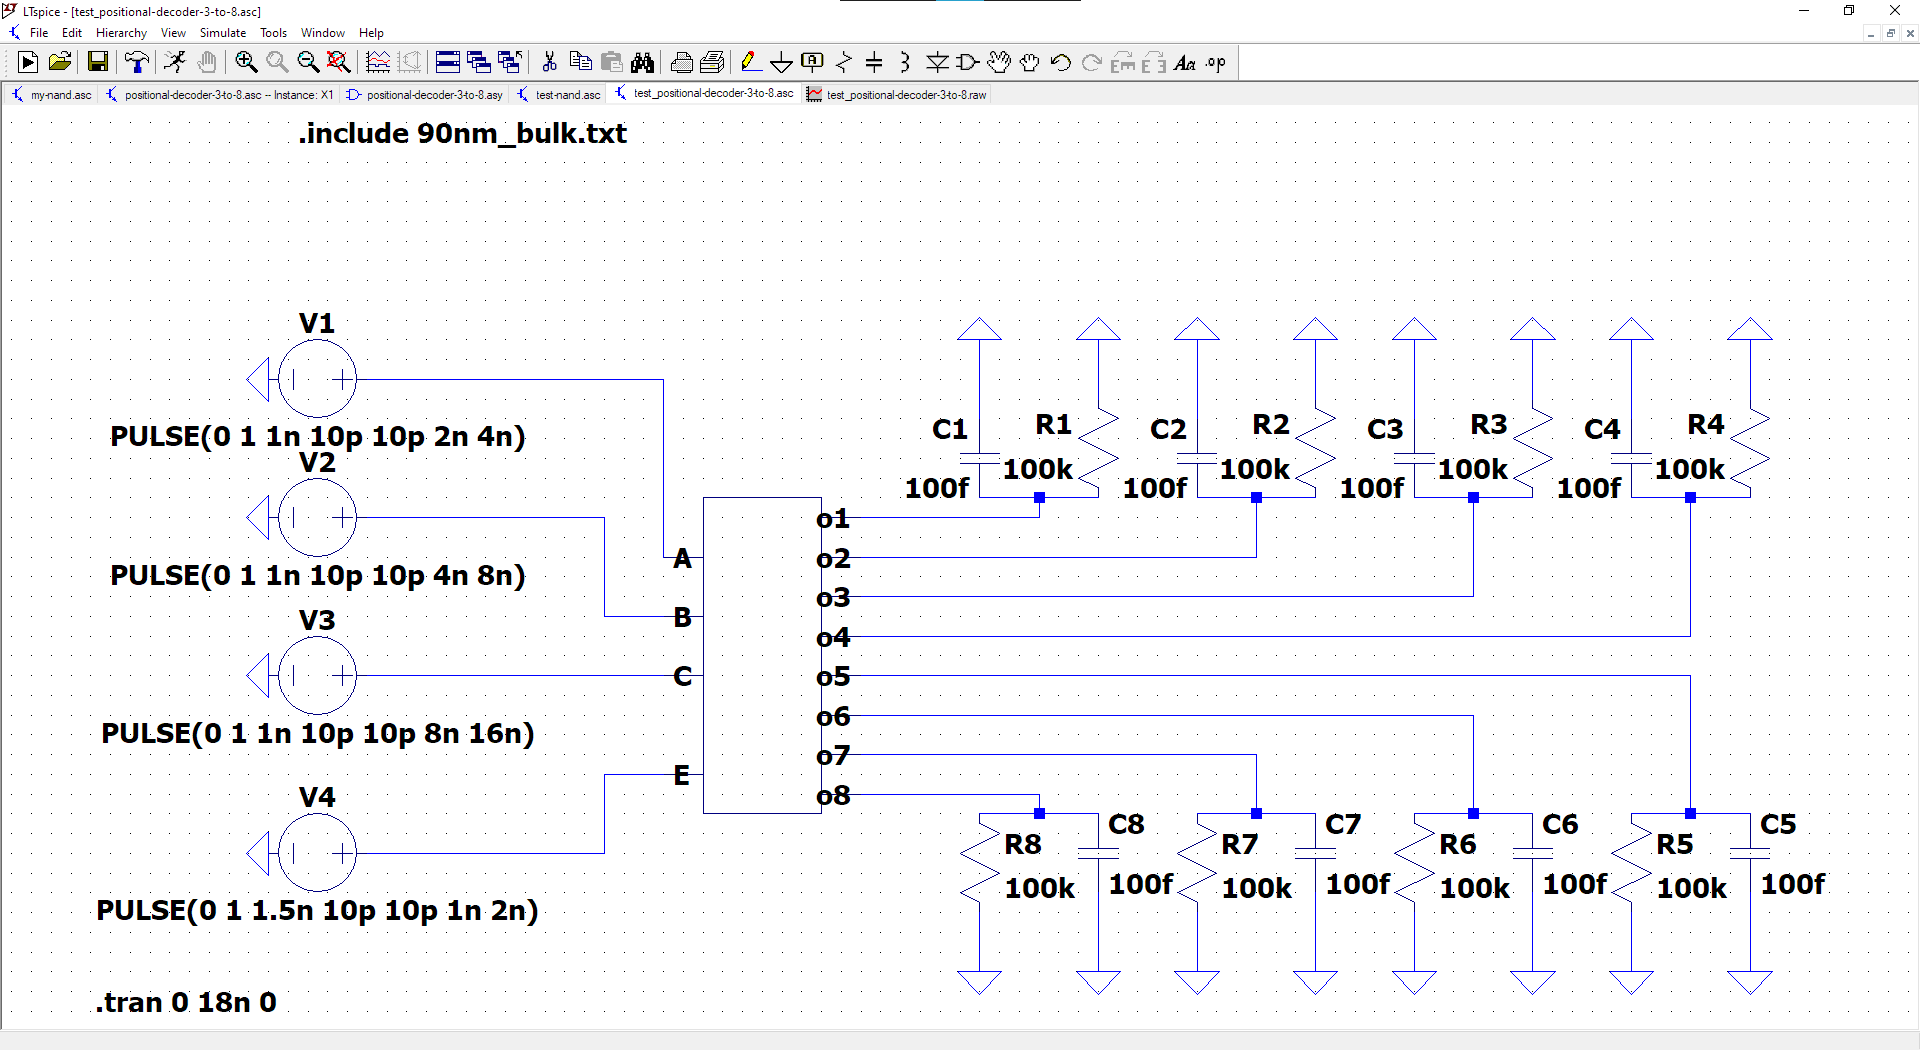 LTspice - [test_positional-decoder-3-to-8.asc]
File Edit Hierarchy View Simulate Tools Window Help
my-nand.asc positional-decoder-3-to-8.asc -- Instance: X1 positional-decoder-3-to-8.asy test-nand.asc test_positional-decoder-3-to-8.asc test_positional-decoder-3-to-8.raw
.include 90nm_bulk.txt
V1
PULSE(0 1 1n 10p 10p 2n 4n)
V2
PULSE(0 1 1n 10p 10p 4n 8n)
V3
PULSE(0 1 1n 10p 10p 8n 16n)
V4
PULSE(0 1 1.5n 10p 10p 1n 2n)
.tran 0 18n 0
A
B
C
E
o1
o2
o3
o4
o5
o6
o7
o8
C1 R1 C2 R2 C3 R3 C4 R4
100k 100k 100k 100k
100f 100f 100f 100f
C8 C7 C6 C5
R8 R7 R6 R5
100k 100f 100k 100f 100k 100f 100k 100f